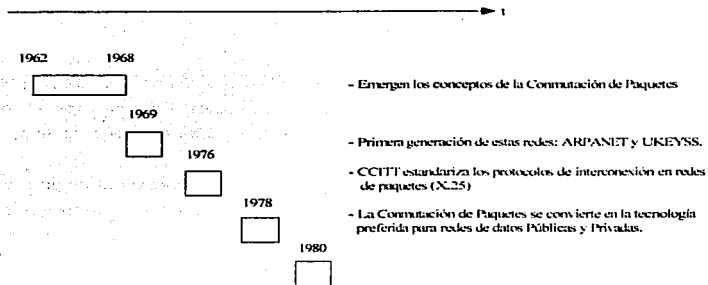 t
1962 1968
- Emergen los conceptos de la Conmutación de Paquetes
1969
- Primera generación de estas redes: ARPANET y UKEYSS.
1976
- CCITT estandariza los protocolos de interconexión en redes
de paquetes (X.25)
1978
- La Conmutación de Paquetes se convierte en la tecnología
preferida para redes de datos Públicas y Privadas.
1980